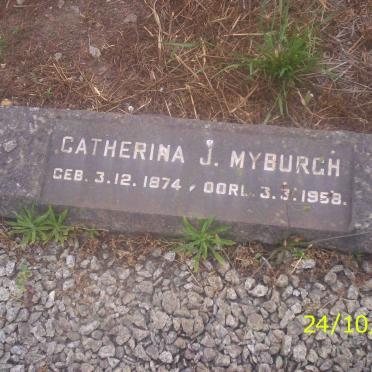 CATHERINA J. MYBURGH
GEB. 3.12. 1874 / OORL. 3.3.1958.
24/10